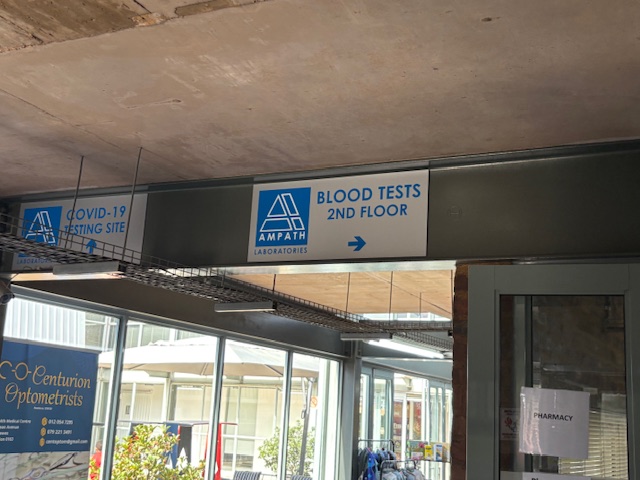 COVID-19
TESTING SITE
AMPATH
LABORATORIES
BLOOD TESTS
2ND FLOOR
C-O-Centurion
Optometrists
PHARMACY